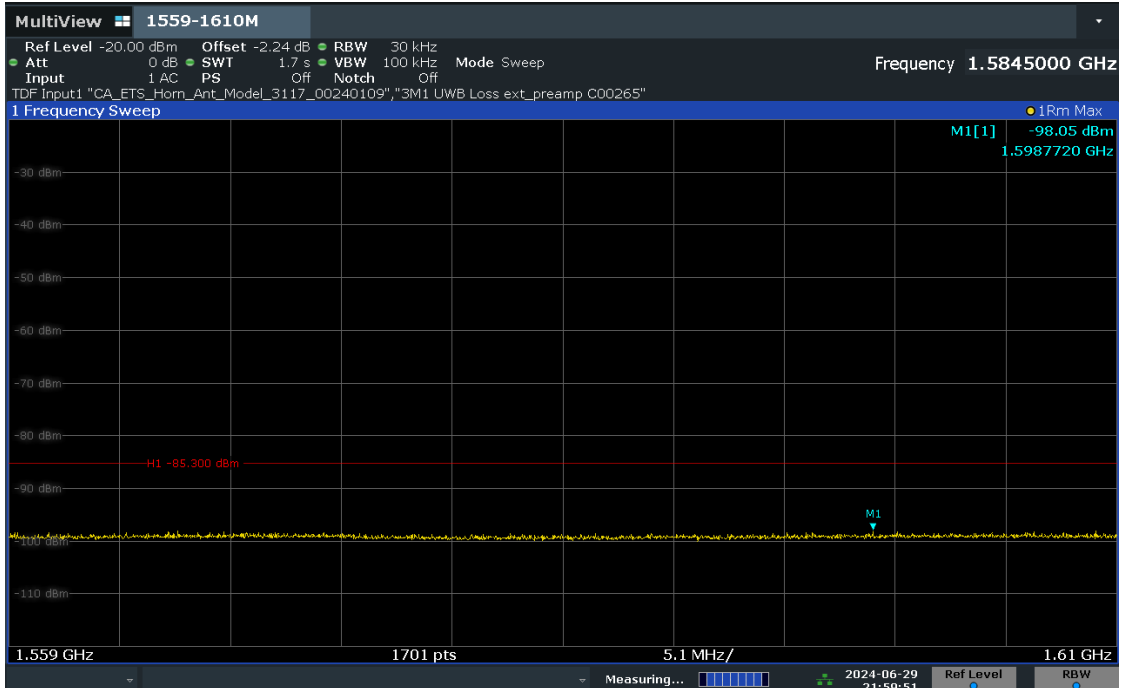 MultiView 1559-1610M
Ref Level -20.00 dBm Offset -2.24 dB RBW 30 kHz
Att 0 dB SWT 1.7 s VBW 100 kHz Mode Sweep Frequency 1.5845000 GHz
Input 1 AC PS Off Notch Off
TDF Input1 "CA_ETS_Horn_Ant_Model_3117_00240109","3M1 UWB Loss ext_preamp C00265"
1 Frequency Sweep 1Rm Max
M1[1] -98.05 dBm
1.5987720 GHz
-30 dBm
-40 dBm
-50 dBm
-60 dBm
-70 dBm
-80 dBm
H1 -85.300 dBm
-90 dBm
M1
-100 dBm
-110 dBm
1.559 GHz 1701 pts 5.1 MHz/ 1.61 GHz
Measuring... 2024-06-29 Ref Level RBW
21:59:51